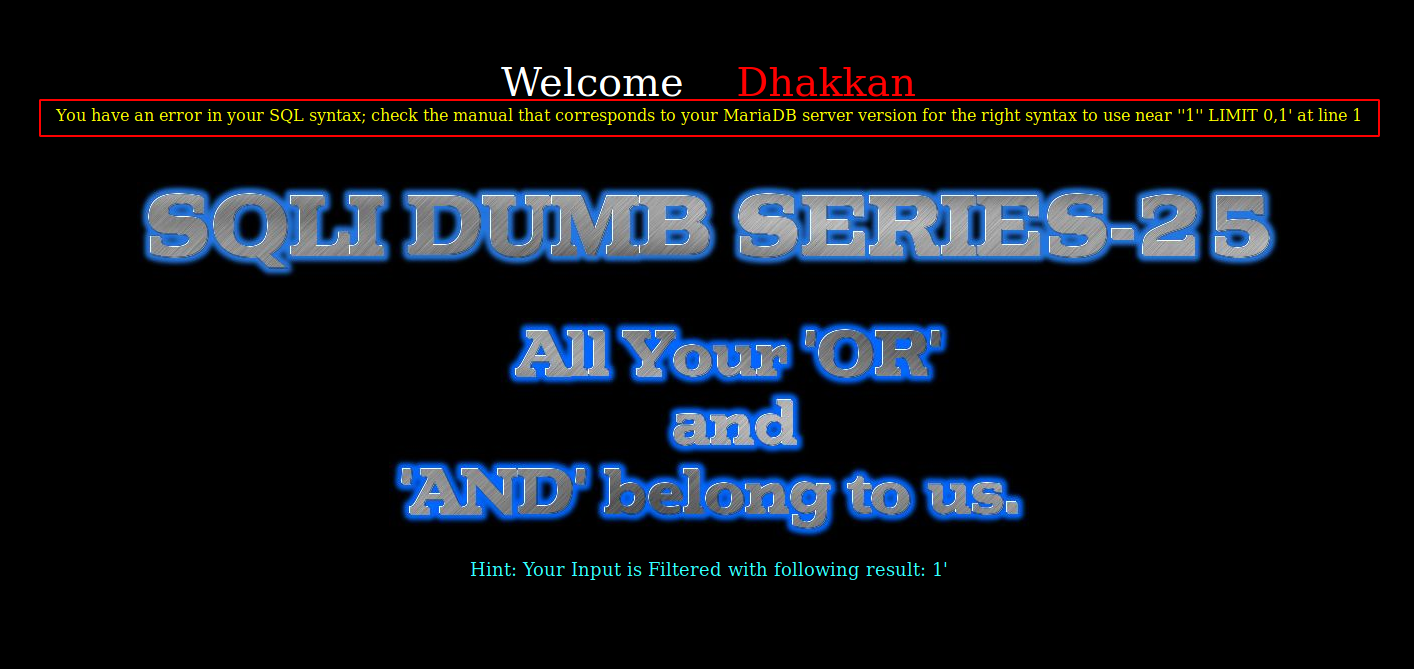 Welcome    Dhakkan
You have an error in your SQL syntax; check the manual that corresponds to your MariaDB server version for the right syntax to use near ''1'' LIMIT 0,1' at line 1
SQLI DUMB SERIES-25
All Your 'OR'
and
'AND' belong to us.
Hint: Your Input is Filtered with following result: 1'